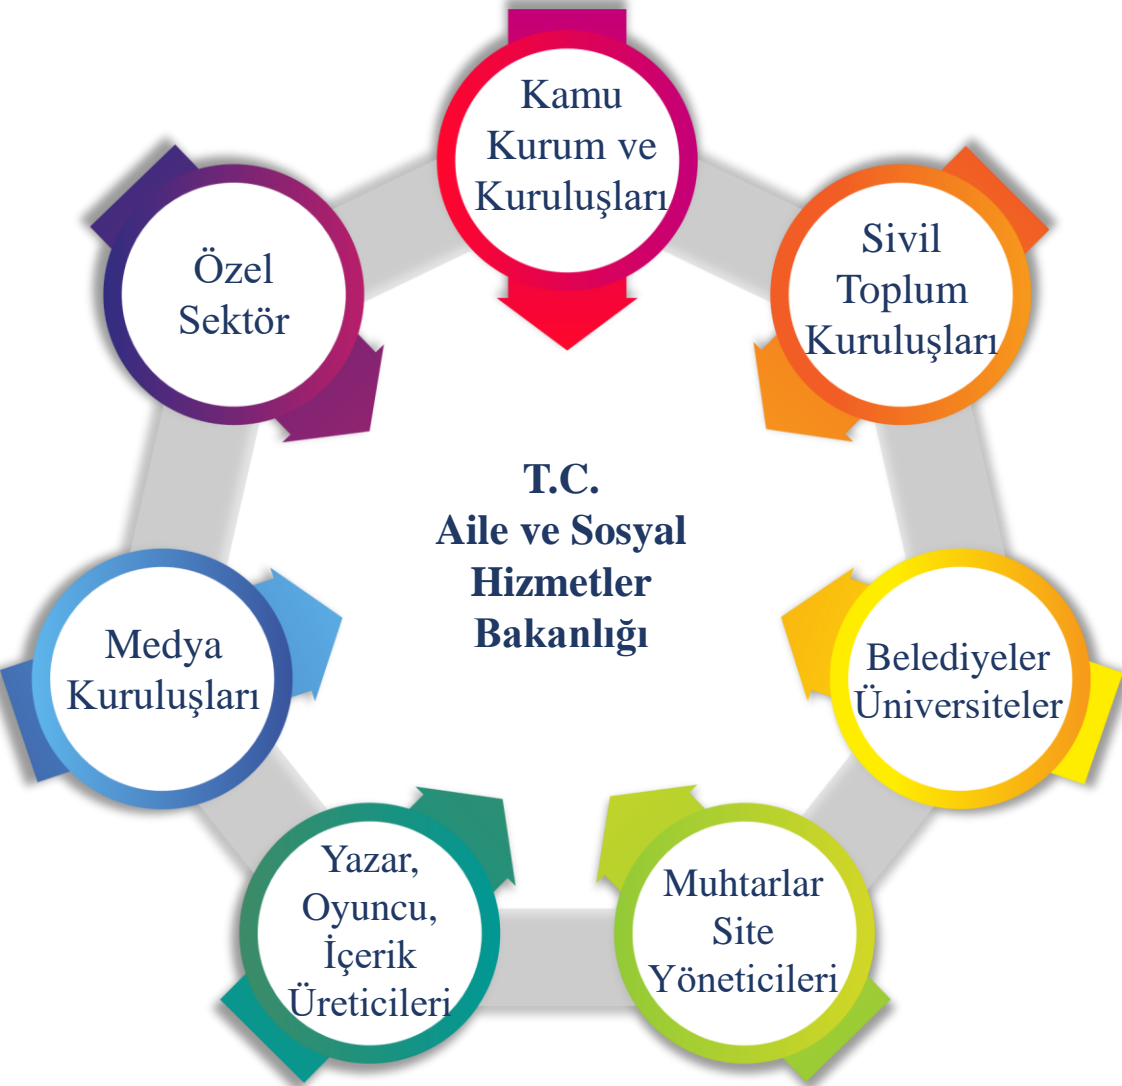 Kamu
Kurum ve
Kuruluşları
Sivil
Toplum
Kuruluşları
Özel
Sektör
T.C.
Aile ve Sosyal
Hizmetler
Bakanlığı
Medya
Kuruluşları
Belediyeler
Üniversiteler
Yazar,
Oyuncu,
İçerik
Üreticileri
Muhtarlar
Site
Yöneticileri